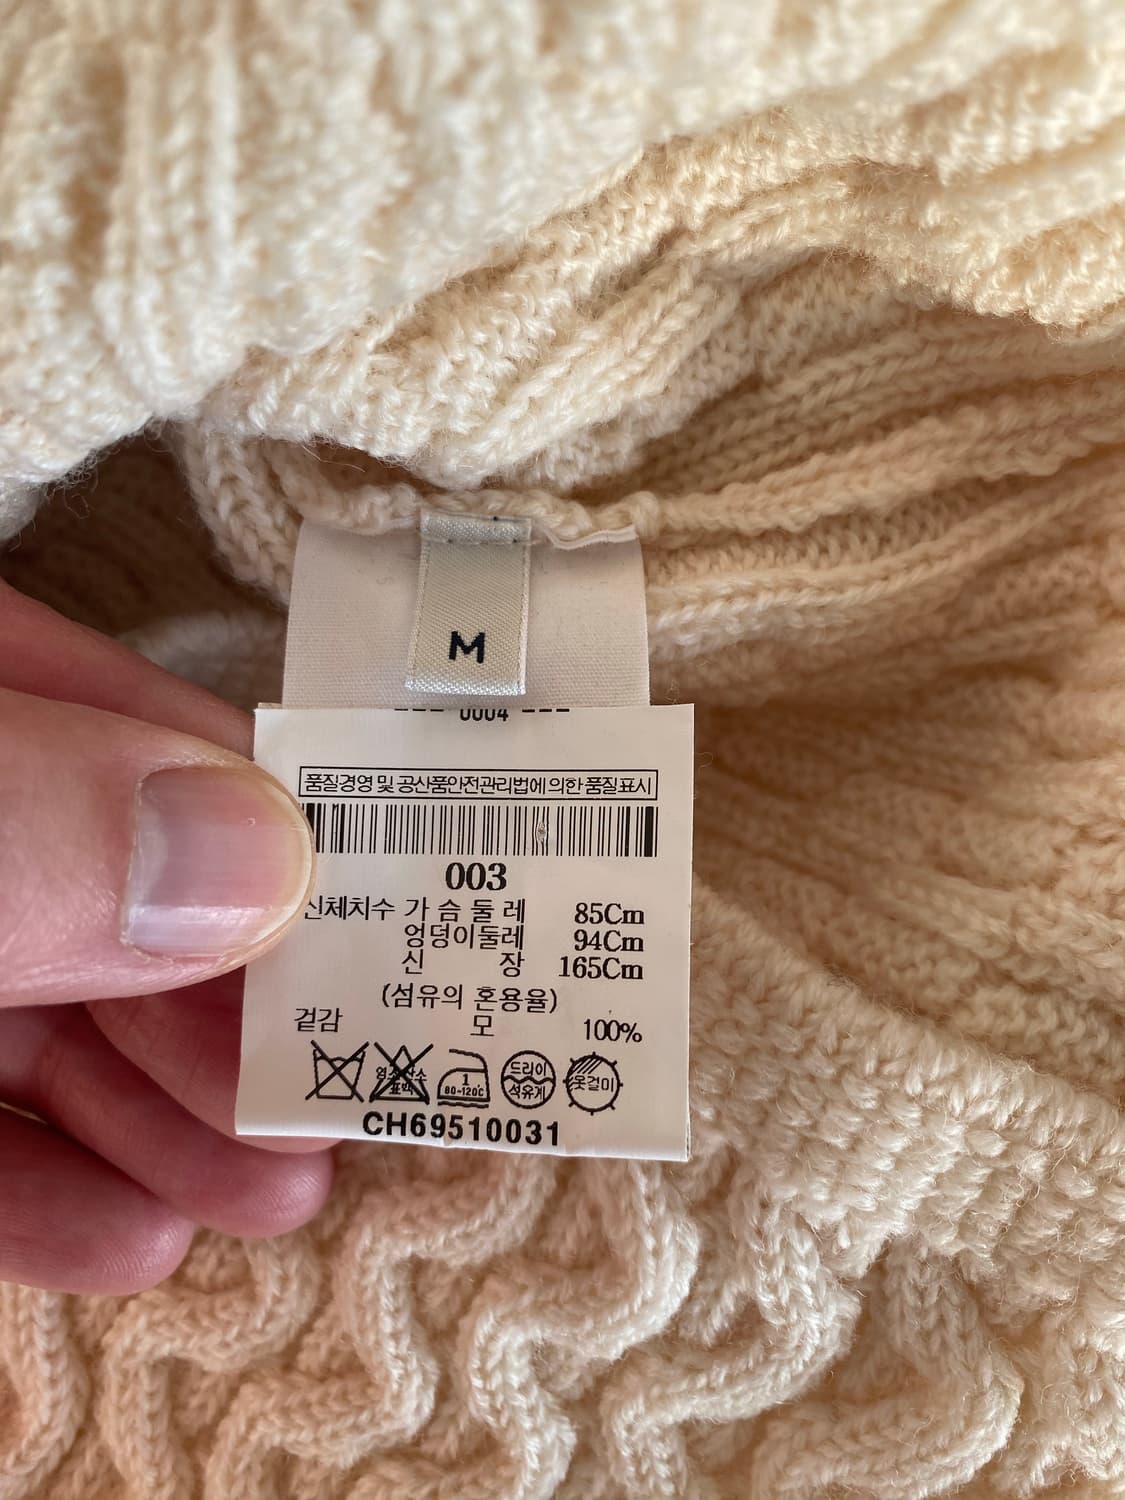 M
0004
품질경영 및 공산품안전관리법에 의한 품질표시
003
신체치수 가슴둘레 85Cm
엉덩이둘레 94Cm
신장 165Cm
(섬유의 혼용율)
겉감 모 100%
1
80~120℃
드라이
석유계
옷걸이
CH69510031